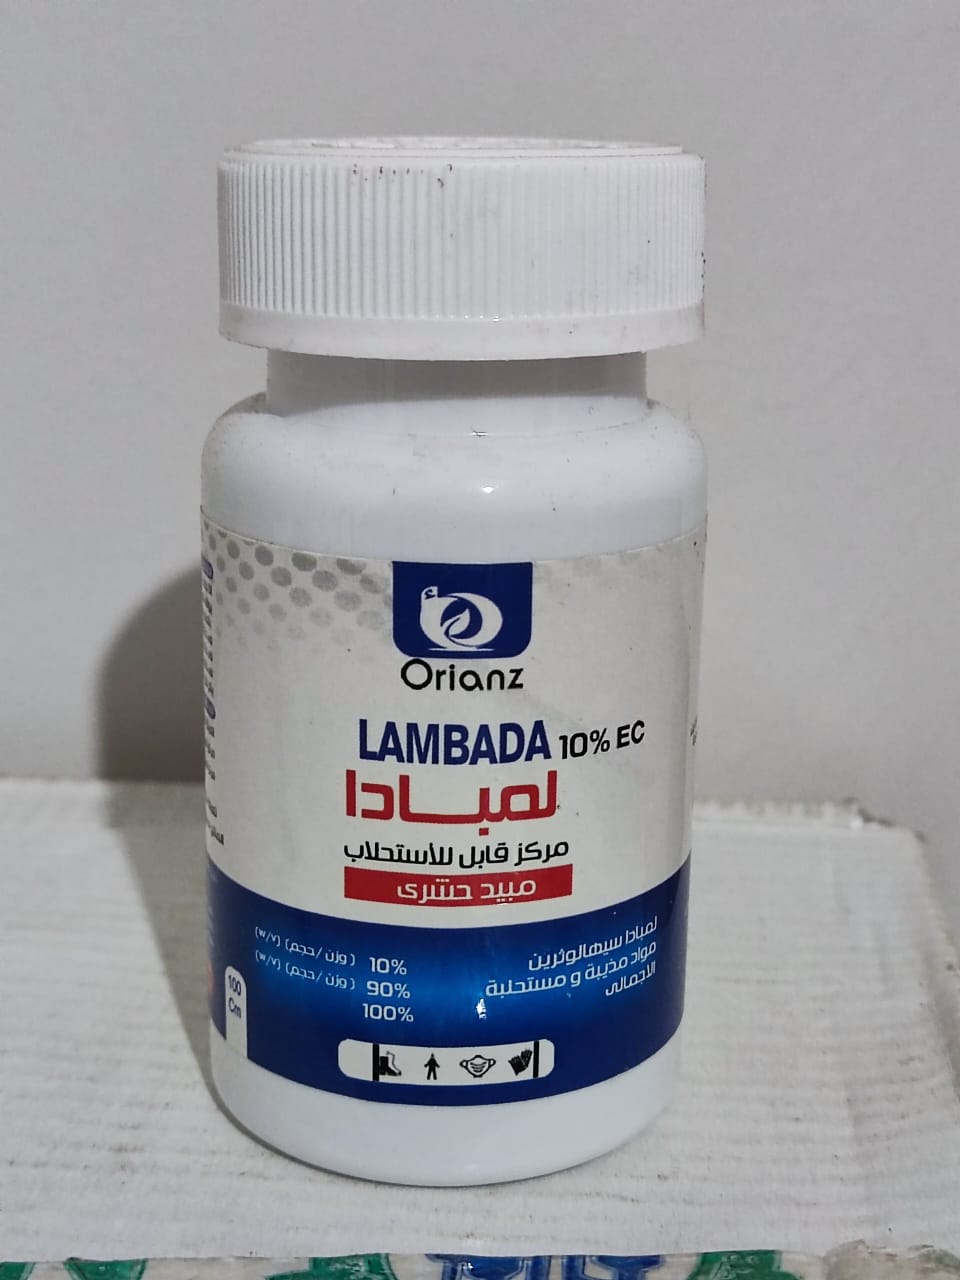 Orianz
LAMBADA 10% EC
لمبادا
مركز قابل للأستحلاب
مبيد حشرى
لمبادا سيهالوثرين 10% (وزن/حجم) (w/v)
مواد مذيبة و مستحلبة 90% (وزن/حجم) (w/v)
الاجمالى 100%
100
Cm